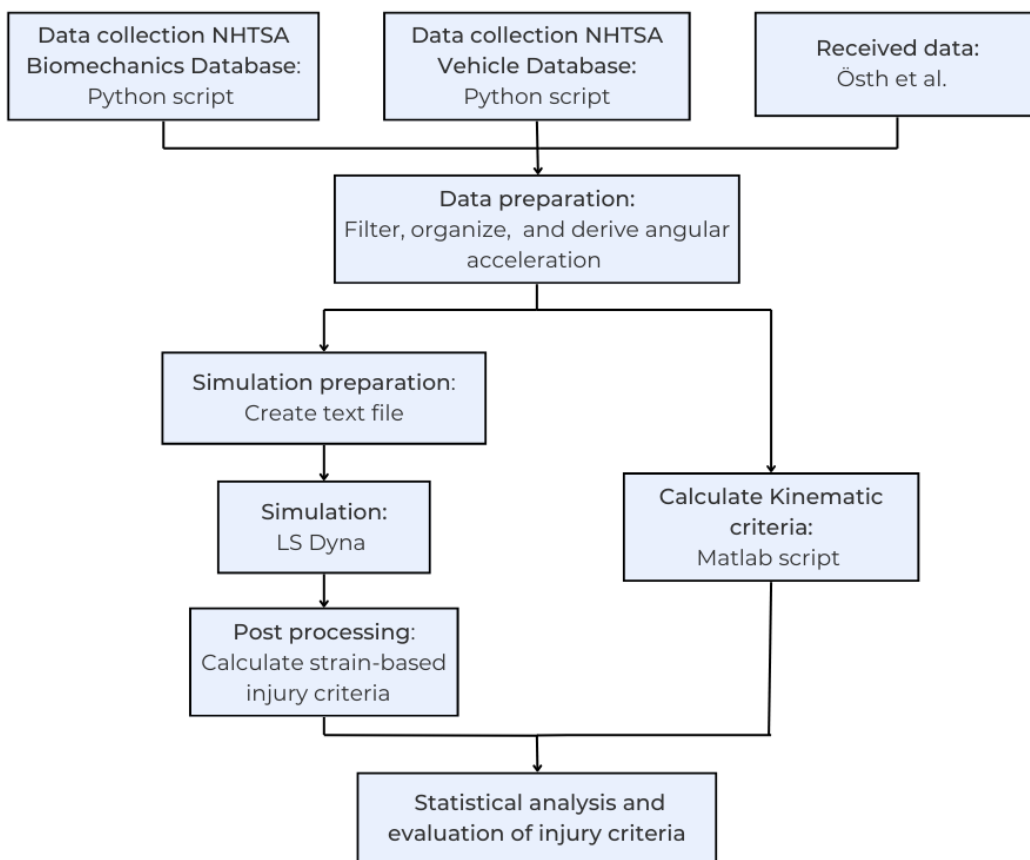 Data collection NHTSA
Biomechanics Database:
Python script
Data collection NHTSA
Vehicle Database:
Python script
Received data:
Östh et al.
Data preparation:
Filter, organize, and derive angular
acceleration
Simulation preparation:
Create text file
Simulation:
LS Dyna
Calculate Kinematic
criteria:
Matlab script
Post processing:
Calculate strain-based
injury criteria
Statistical analysis and
evaluation of injury criteria